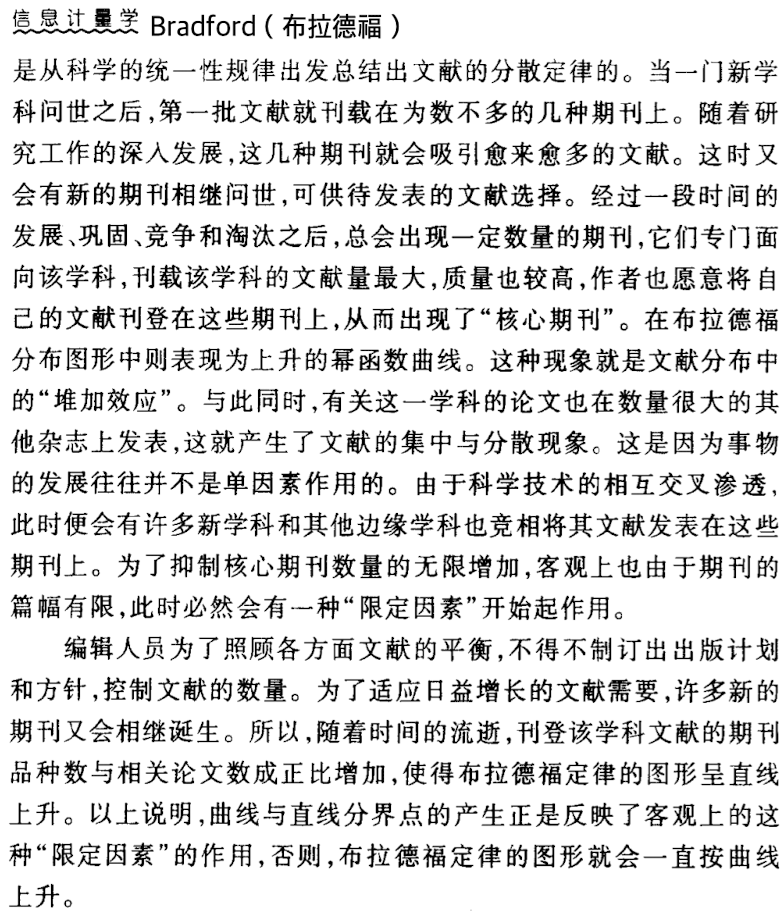 信息计量学 Bradford（布拉德福）
是从科学的统一性规律出发总结出文献的分散定律的。当一门新学
科问世之后,第一批文献就刊载在为数不多的几种期刊上。随着研
究工作的深入发展,这几种期刊就会吸引愈来愈多的文献。这时又
会有新的期刊相继问世,可供待发表的文献选择。经过一段时间的
发展、巩固、竞争和淘汰之后,总会出现一定数量的期刊,它们专门面
向该学科,刊载该学科的文献量最大,质量也较高,作者也愿意将自
己的文献刊登在这些期刊上,从而出现了“核心期刊”。在布拉德福
分布图形中则表现为上升的幂函数曲线。这种现象就是文献分布中
的“堆加效应”。与此同时,有关这一学科的论文也在数量很大的其
他杂志上发表,这就产生了文献的集中与分散现象。这是因为事物
的发展往往并不是单因素作用的。由于科学技术的相互交叉渗透,
此时便会有许多新学科和其他边缘学科也竞相将其文献发表在这些
期刊上。为了抑制核心期刊数量的无限增加,客观上也由于期刊的
篇幅有限,此时必然会有一种“限定因素”开始起作用。
编辑人员为了照顾各方面文献的平衡,不得不制订出出版计划
和方针,控制文献的数量。为了适应日益增长的文献需要,许多新的
期刊又会相继诞生。所以,随着时间的流逝,刊登该学科文献的期刊
品种数与相关论文数成正比增加,使得布拉德福定律的图形呈直线
上升。以上说明,曲线与直线分界点的产生正是反映了客观上的这
种“限定因素”的作用,否则,布拉德福定律的图形就会一直按曲线
上升。